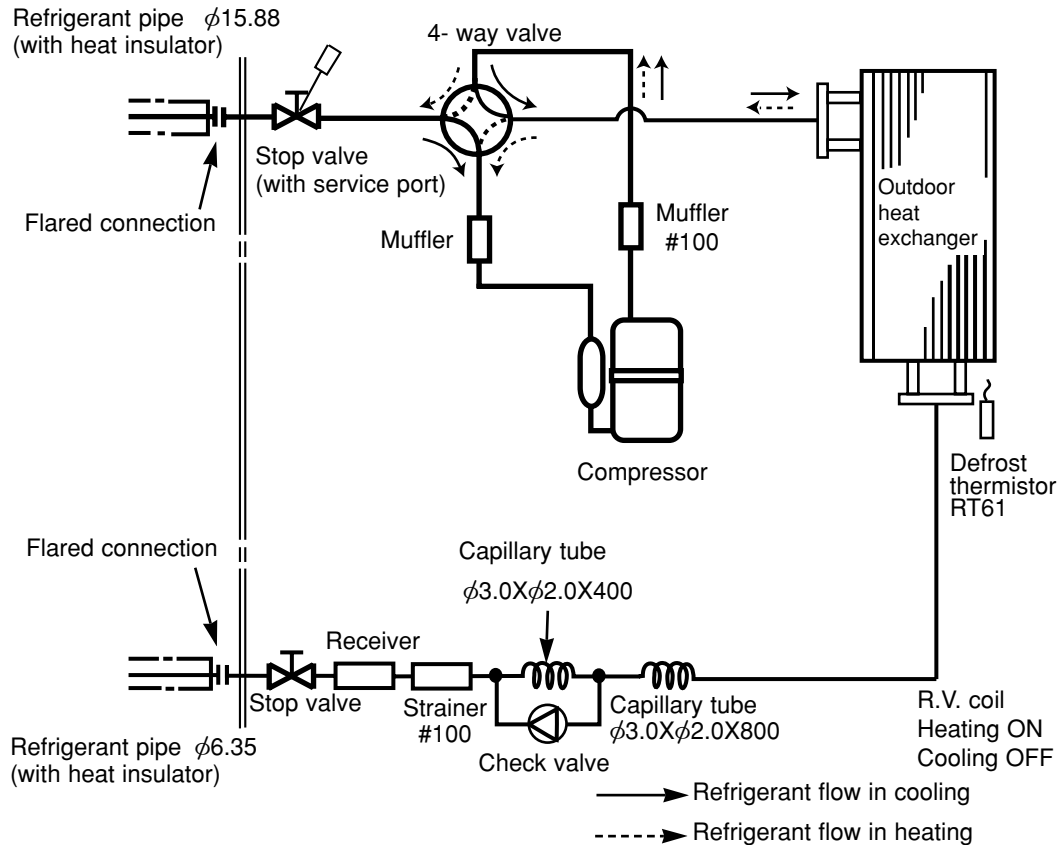 Refrigerant pipe ϕ15.88
(with heat insulator)
4- way valve
Stop valve
(with service port)
Flared connection
Muffler
Muffler
#100
Outdoor
heat
exchanger
Compressor
Defrost
thermistor
RT61
Flared connection
Capillary tube
ϕ3.0Xϕ2.0X400
Receiver
Stop valve
Strainer
#100
Capillary tube
ϕ3.0Xϕ2.0X800
Check valve
R.V. coil
Heating ON
Cooling OFF
Refrigerant pipe ϕ6.35
(with heat insulator)
Refrigerant flow in cooling
Refrigerant flow in heating